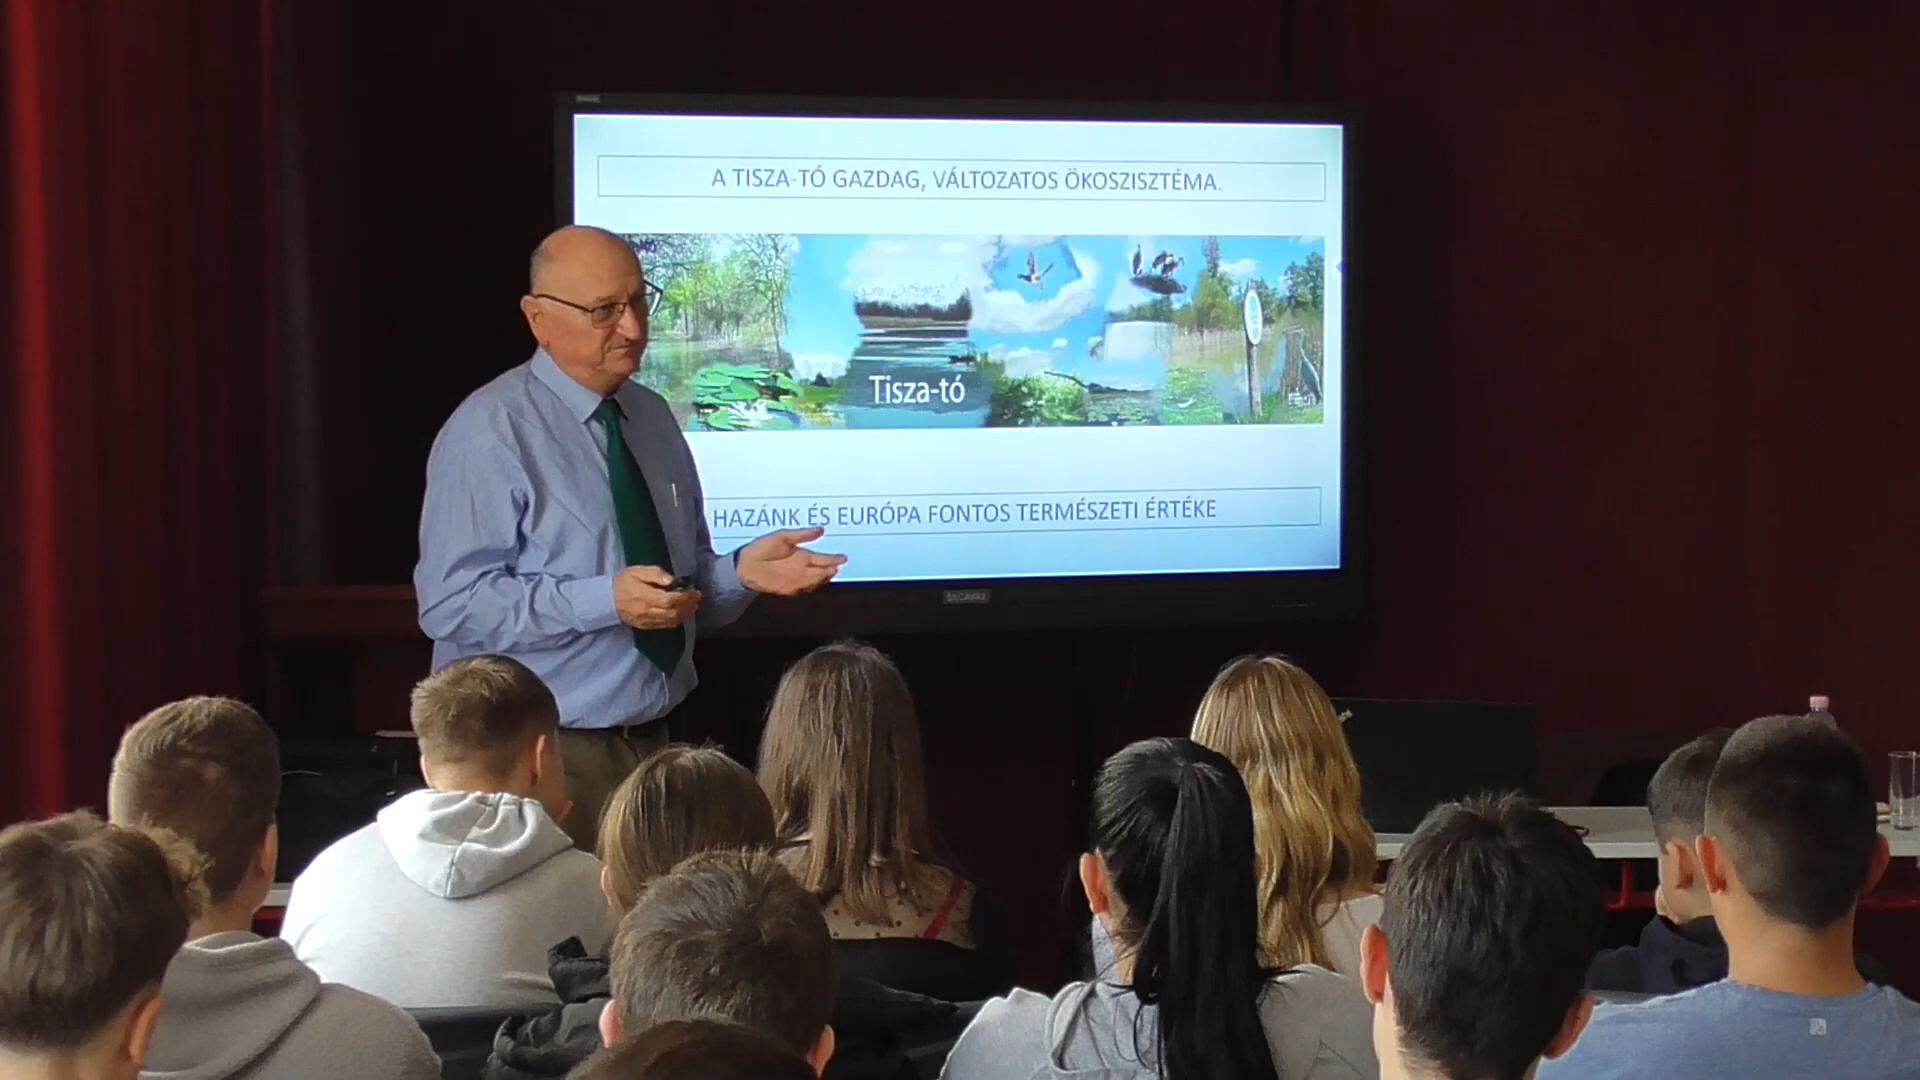 A TISZA-TÓ GAZDAG, VÁLTOZATOS ÖKOSZISZTÉMA.
Tisza-tó
HAZÁNK ÉS EURÓPA FONTOS TERMÉSZETI ÉRTÉKE